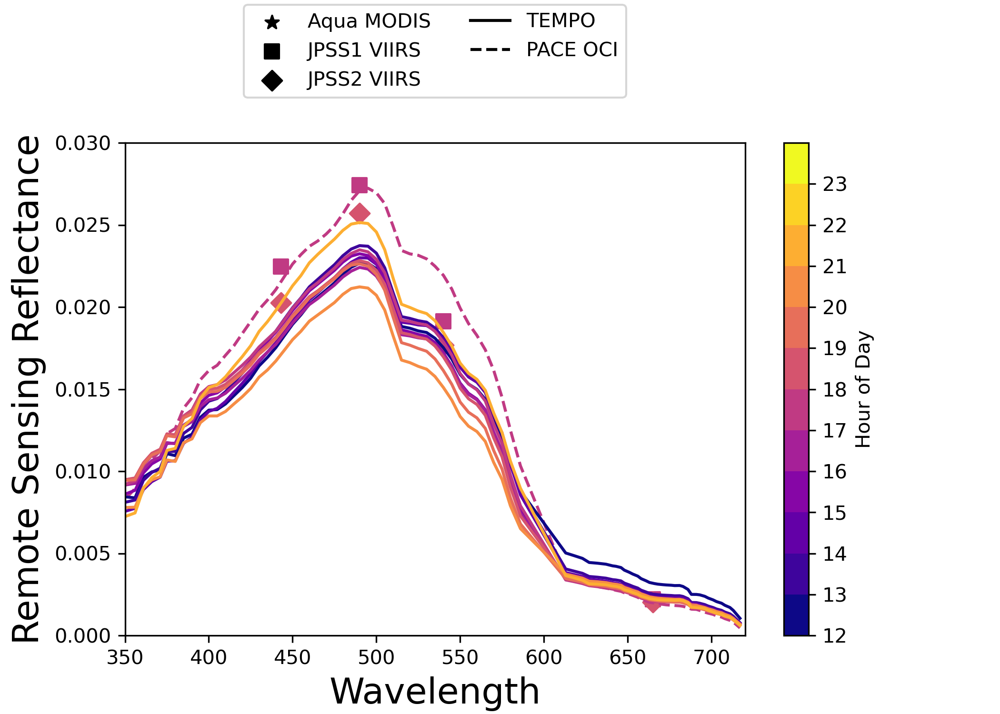 Aqua MODIS
JPSS1 VIIRS
JPSS2 VIIRS
TEMPO
PACE OCI
Remote Sensing Reflectance
0.030
0.025
0.020
0.015
0.010
0.005
0.000
350 400 450 500 550 600 650 700
Wavelength
23
22
21
20
19
18
17
16
15
14
13
12
Hour of Day